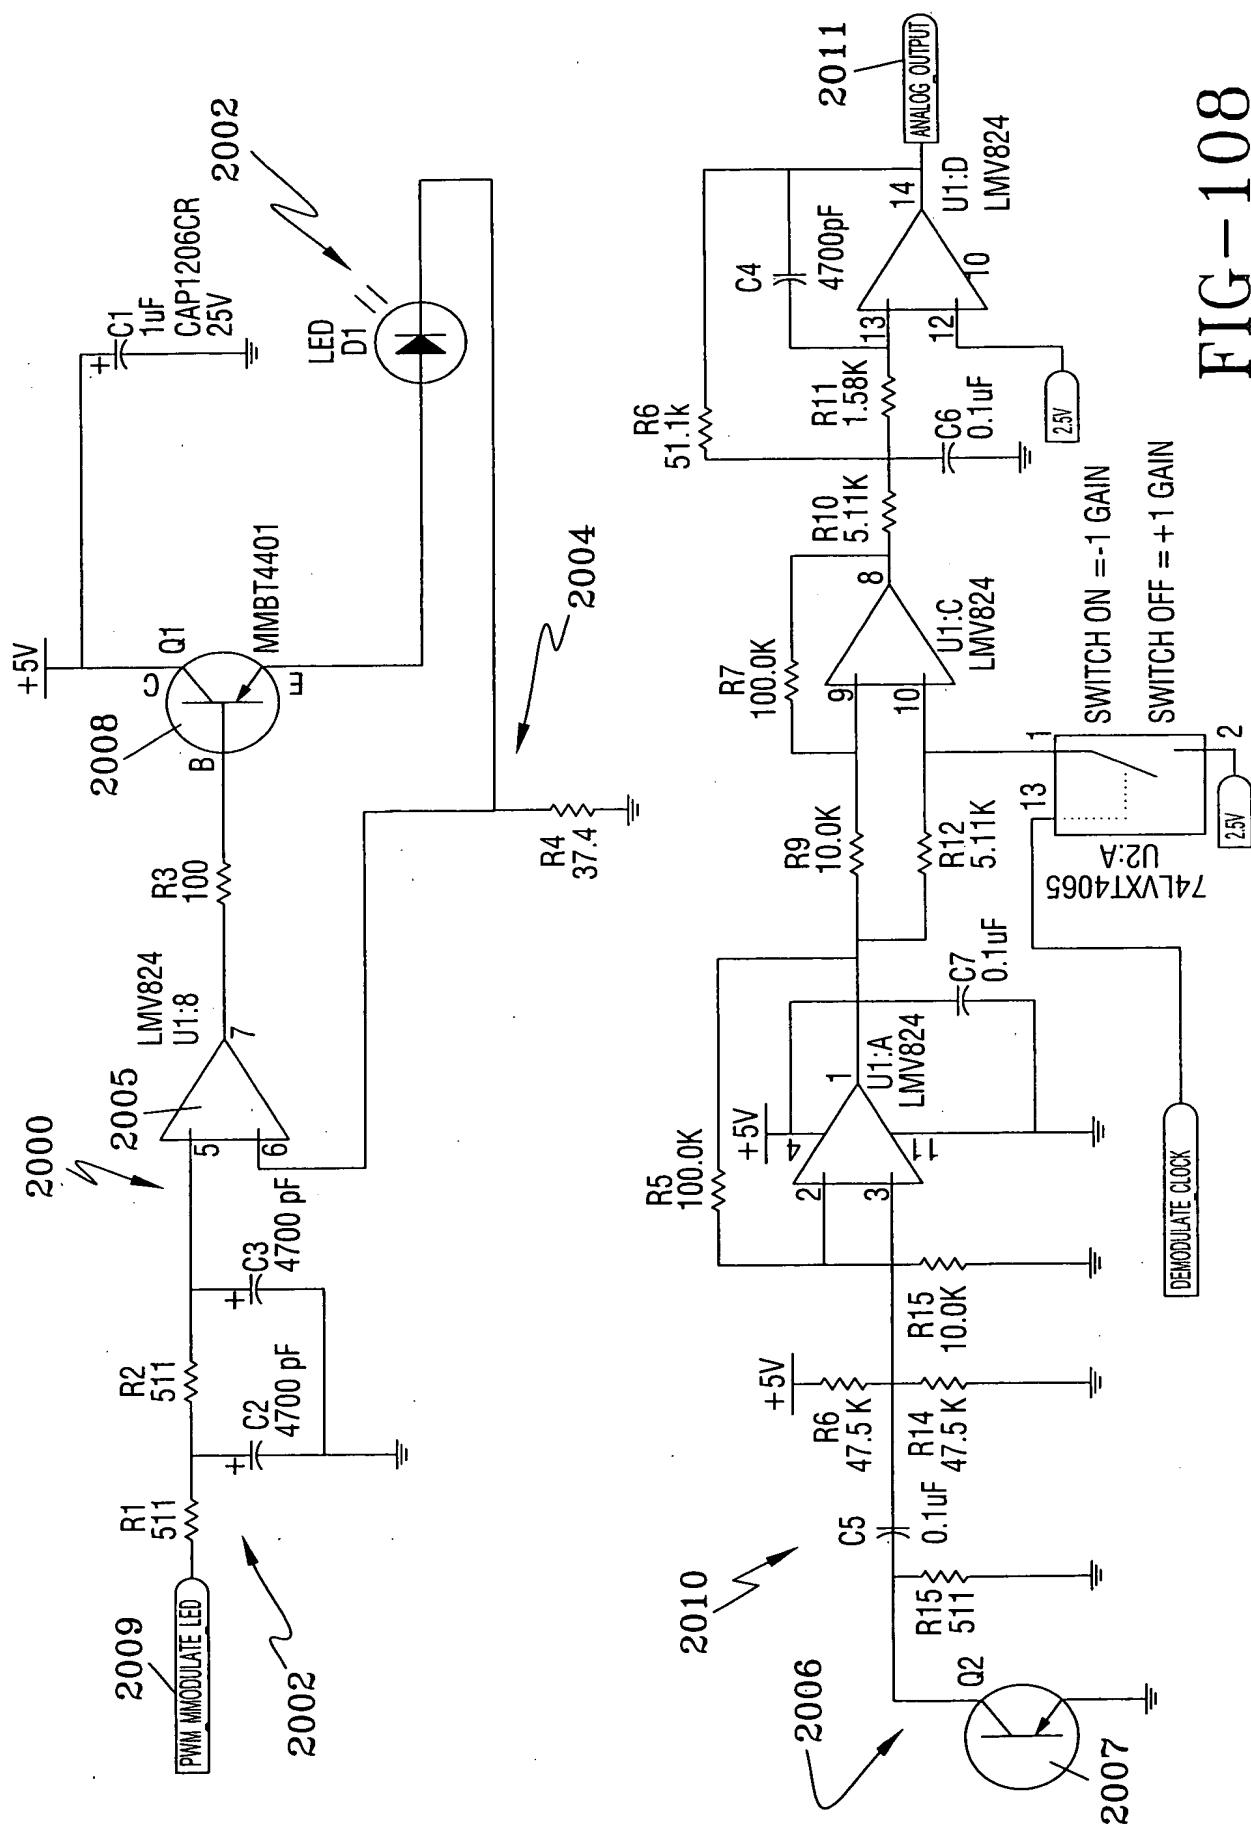 2009
PWM MMODULATE LED
2002
R1
511
C2
4700 pF
R2
511
C3
4700 pF
2000
2005
5
6
7
LMV824
U1:8
R3
100
2008
B
C
Q1
E
MMBT4401
+5V
C1
1uF
CAP1206CR
25V
LED
D1
2002
R4
37.4
2004
2006
2007
Q2
2010
R15
511
C5
0.1uF
+5V
R6
47.5 K
R14
47.5 K
R15
10.0K
R5
100.0K
+5V
2
3
4
11
1
U1:A
LMV824
C7
0.1uF
R9
10.0K
R12
5.11K
R7
100.0K
9
10
8
U1:C
LMV824
DEMODULATE CLOCK
74LVXT4065
U2:A
13
1
2
2.5V
SWITCH ON =-1 GAIN
SWITCH OFF = +1 GAIN
R10
5.11K
R6
51.1k
C6
0.1uF
R11
1.58K
C4
4700pF
13
12
10
14
U1:D
LMV824
2.5V
2011
ANALOG OUTPUT
FIG-108